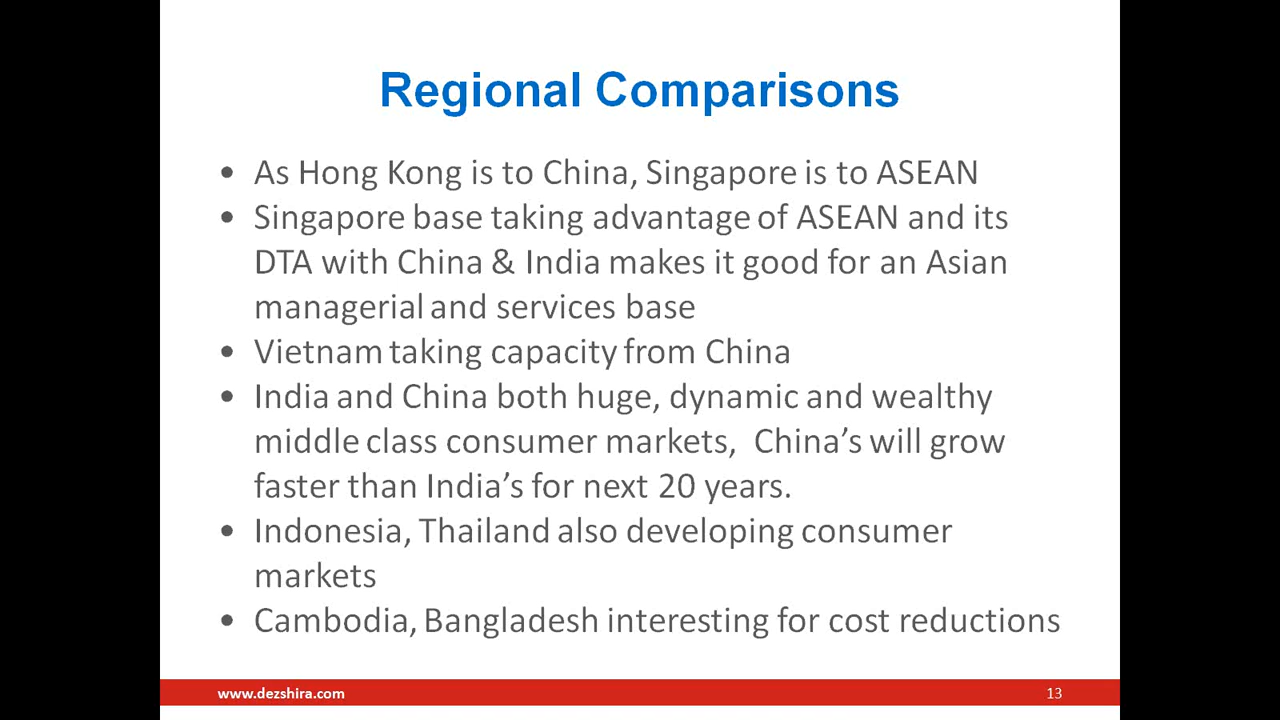 Regional Comparisons
• As Hong Kong is to China, Singapore is to ASEAN
• Singapore base taking advantage of ASEAN and its
DTA with China & India makes it good for an Asian
managerial and services base
• Vietnam taking capacity from China
• India and China both huge, dynamic and wealthy
middle class consumer markets,  China’s will grow
faster than India’s for next 20 years.
• Indonesia, Thailand also developing consumer
markets
• Cambodia, Bangladesh interesting for cost reductions
www.dezshira.com 13